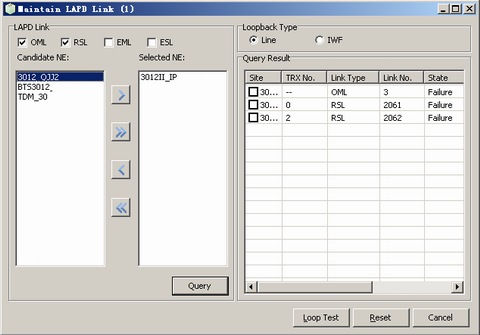 Maintain LAPD Link (1)
LAPD Link
OML RSL EML ESL
Candidate NE: Selected NE:
3012_QJJ2
BTS3012_
TDM_30
3012II_IP
Query
Loopback Type
Line IWF
Query Result
Site TRX No. Link Type Link No. State
30... -- OML 3 Failure
30... 0 RSL 2061 Failure
30... 2 RSL 2062 Failure
Loop Test Reset Cancel